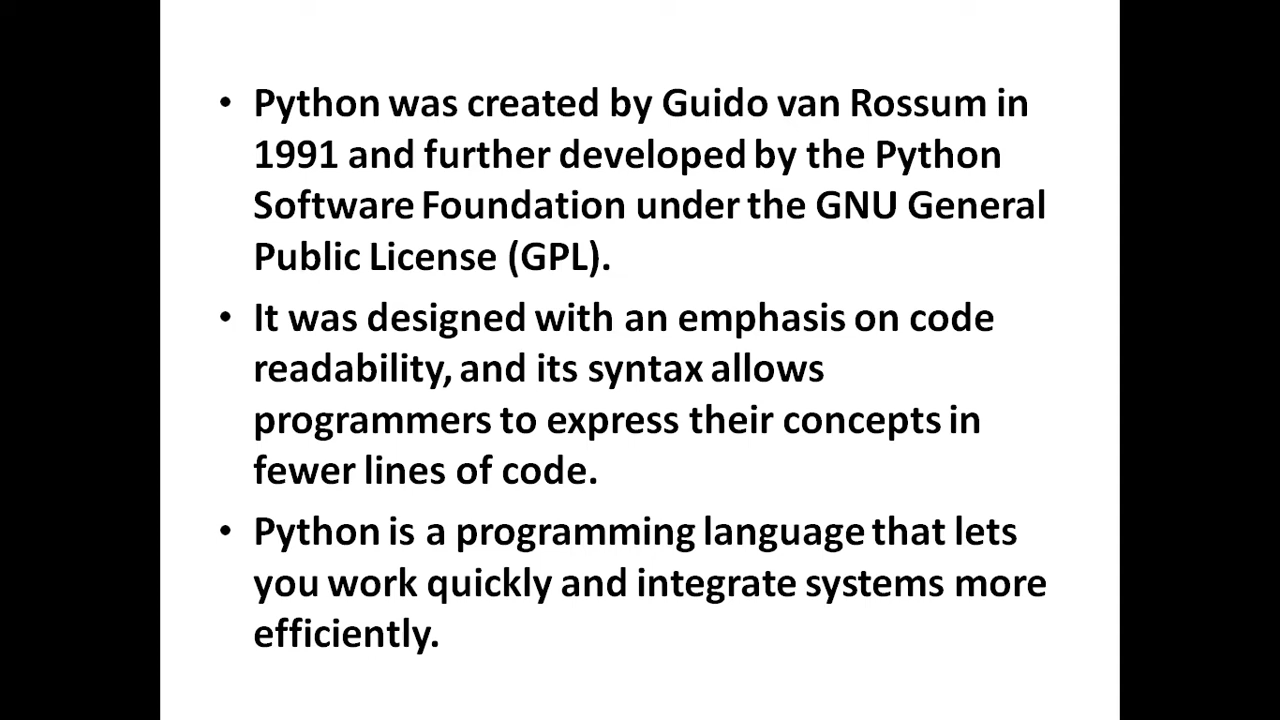 • Python was created by Guido van Rossum in
1991 and further developed by the Python
Software Foundation under the GNU General
Public License (GPL).
• It was designed with an emphasis on code
readability, and its syntax allows
programmers to express their concepts in
fewer lines of code.
• Python is a programming language that lets
you work quickly and integrate systems more
efficiently.